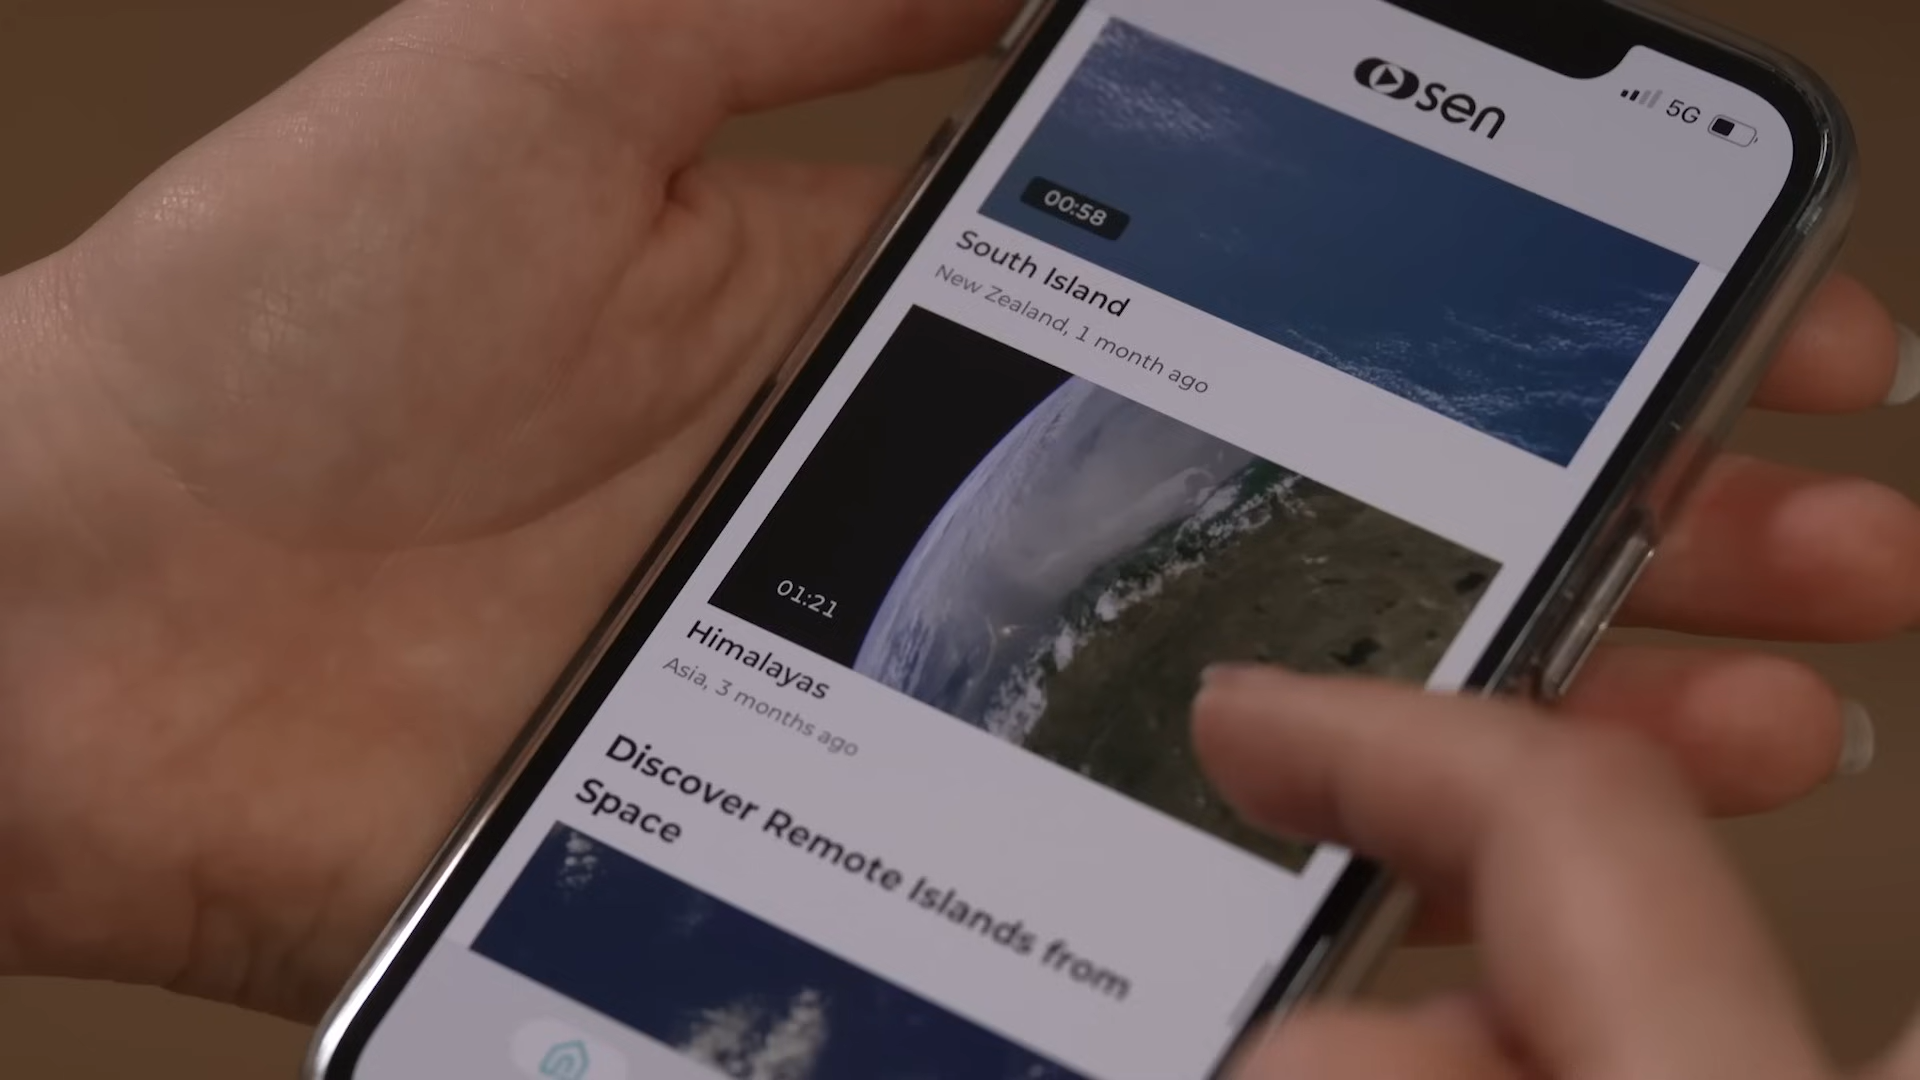 sen
5G
00:58
South Island
New Zealand, 1 month ago
01:21
Himalayas
Asia, 3 months ago
Discover Remote Islands from
Space